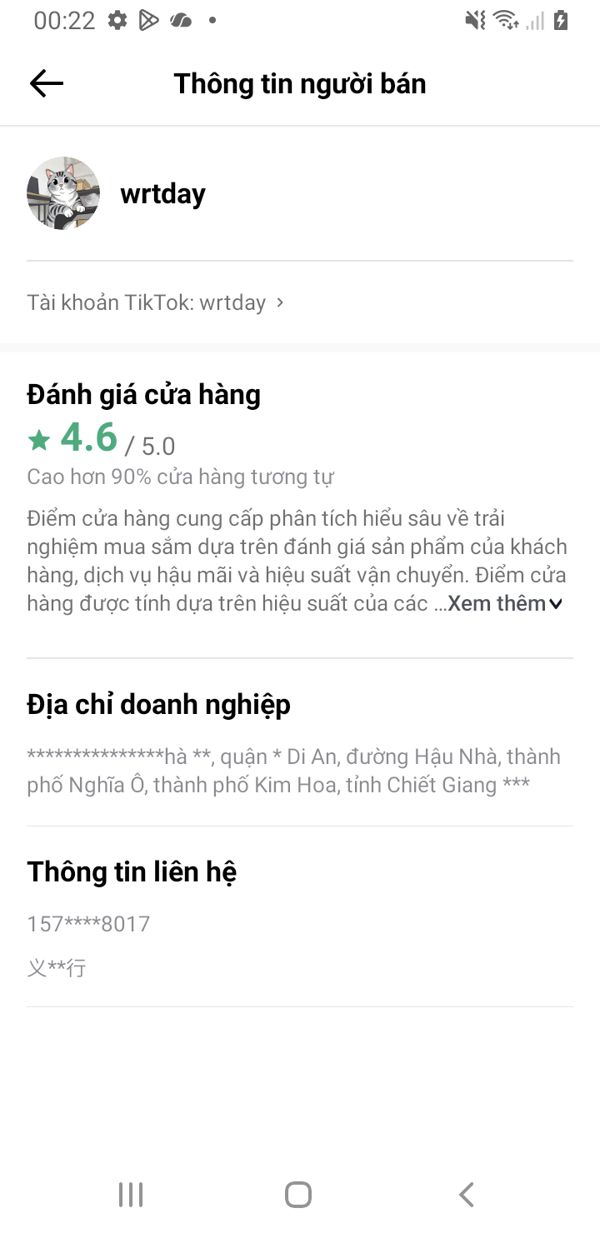 00:22
Thông tin người bán
wrtday
Tài khoản TikTok: wrtday >
Đánh giá cửa hàng
★ 4.6 / 5.0
Cao hơn 90% cửa hàng tương tự
Điểm cửa hàng cung cấp phân tích hiểu sâu về trải
nghiệm mua sắm dựa trên đánh giá sản phẩm của khách
hàng, dịch vụ hậu mãi và hiệu suất vận chuyển. Điểm cửa
hàng được tính dựa trên hiệu suất của các ...Xem thêm
Địa chỉ doanh nghiệp
***************hà **, quận * Di An, đường Hậu Nhà, thành
phố Nghĩa Ô, thành phố Kim Hoa, tỉnh Chiết Giang ***
Thông tin liên hệ
157****8017
义**行